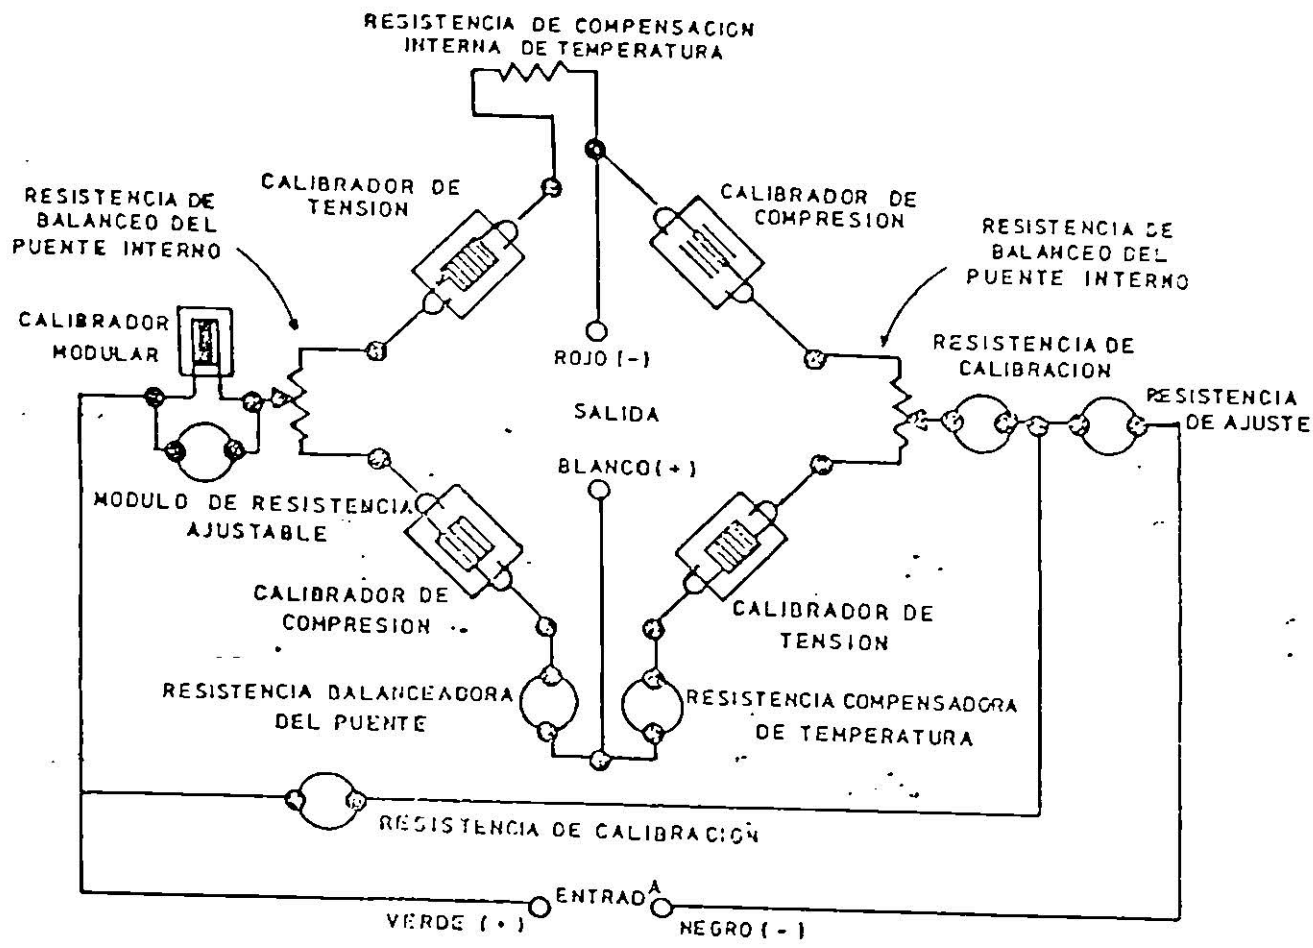 RESISTENCIA DE COMPENSACION
INTERNA DE TEMPERATURA
CALIBRADOR DE
TENSION
CALIBRADOR DE
COMPRESION
RESISTENCIA DE
BALANCEO DEL
PUENTE INTERNO
RESISTENCIA DE
BALANCEO DEL
PUENTE INTERNO
CALIBRADOR
MODULAR
ROJO (-)
RESISTENCIA DE
CALIBRACION
RESISTENCIA
DE AJUSTE
SALIDA
BLANCO (+)
MODULO DE RESISTENCIA
AJUSTABLE
CALIBRADOR DE
COMPRESION
CALIBRADOR DE
TENSION
RESISTENCIA BALANCEADORA
DEL PUENTE
RESISTENCIA COMPENSADORA
DE TEMPERATURA
RESISTENCIA DE CALIBRACION
ENTRADA
VERDE (+)
NEGRO (-)